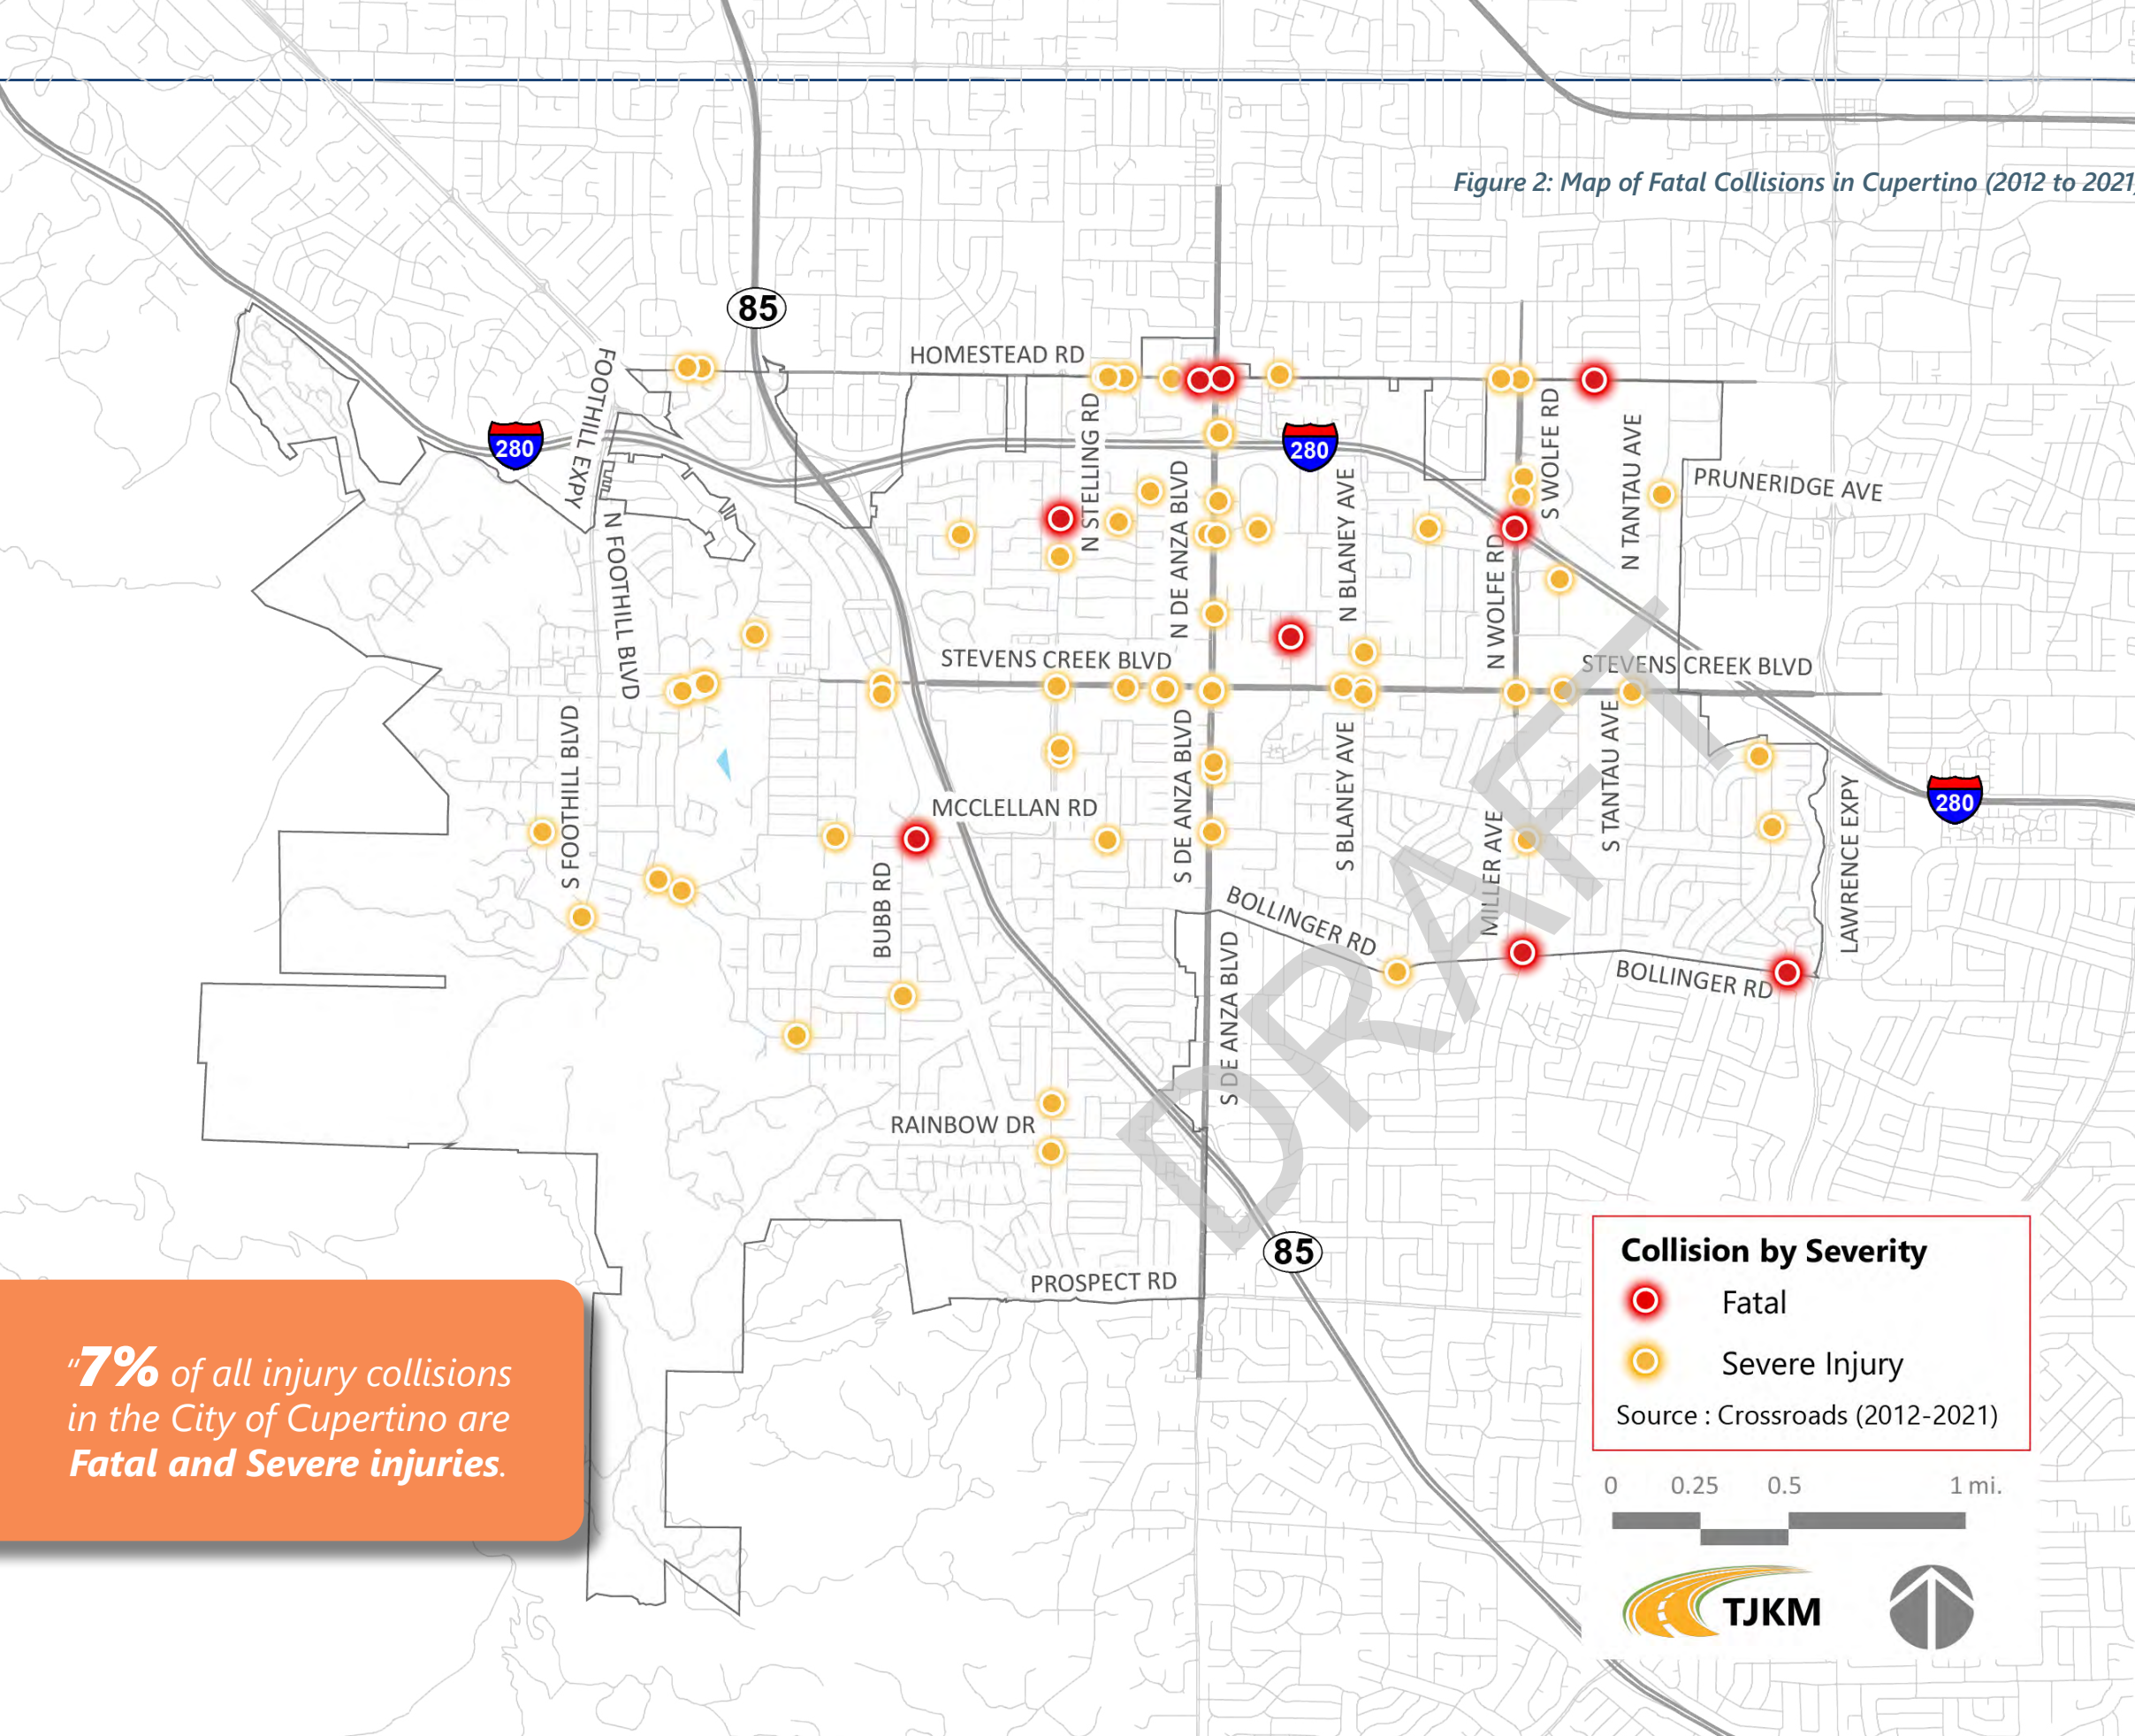 Figure 2: Map of Fatal Collisions in Cupertino (2012 to 2021
85
HOMESTEAD RD
FOOTHILL EXPY
280
280
N STELLING RD
S WOLFE RD
N TANTAU AVE
PRUNERIDGE AVE
N DE ANZA BLVD
N BLANEY AVE
N FOOTHILL BLVD
N WOLFE RD
STEVENS CREEK BLVD
STEVENS CREEK BLVD
S FOOTHILL BLVD
S DE ANZA BLVD
S BLANEY AVE
S TANTAU AVE
280
MCCLELLAN RD
LAWRENCE EXPY
MILLER AVE
BUBB RD
BOLLINGER RD
BOLLINGER RD
S DE ANZA BLVD
DRAFT
RAINBOW DR
85
PROSPECT RD
Collision by Severity
Fatal
Severe Injury
Source : Crossroads (2012-2021)
0 0.25 0.5 1 mi.
TJKM
“7% of all injury collisions
in the City of Cupertino are
Fatal and Severe injuries.